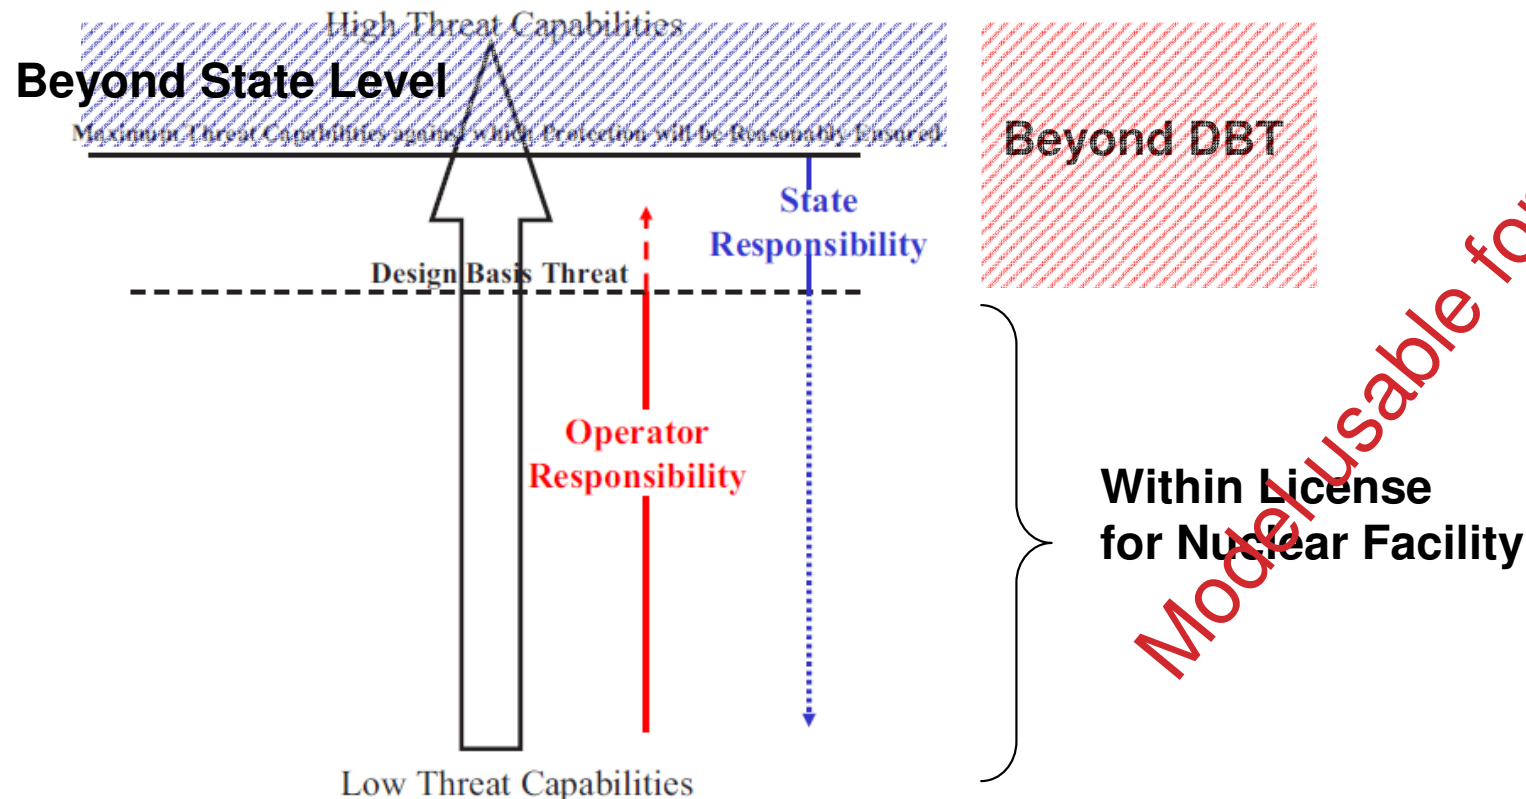 High Threat Capabilities
Beyond State Level
Maximum Threat Capabilities against which Protection will be Reasonably Ensured
Beyond DBT
State
Responsibility
Design Basis Threat
Operator
Responsibility
Within License
for Nuclear Facility
Model usable
Low Threat Capabilities